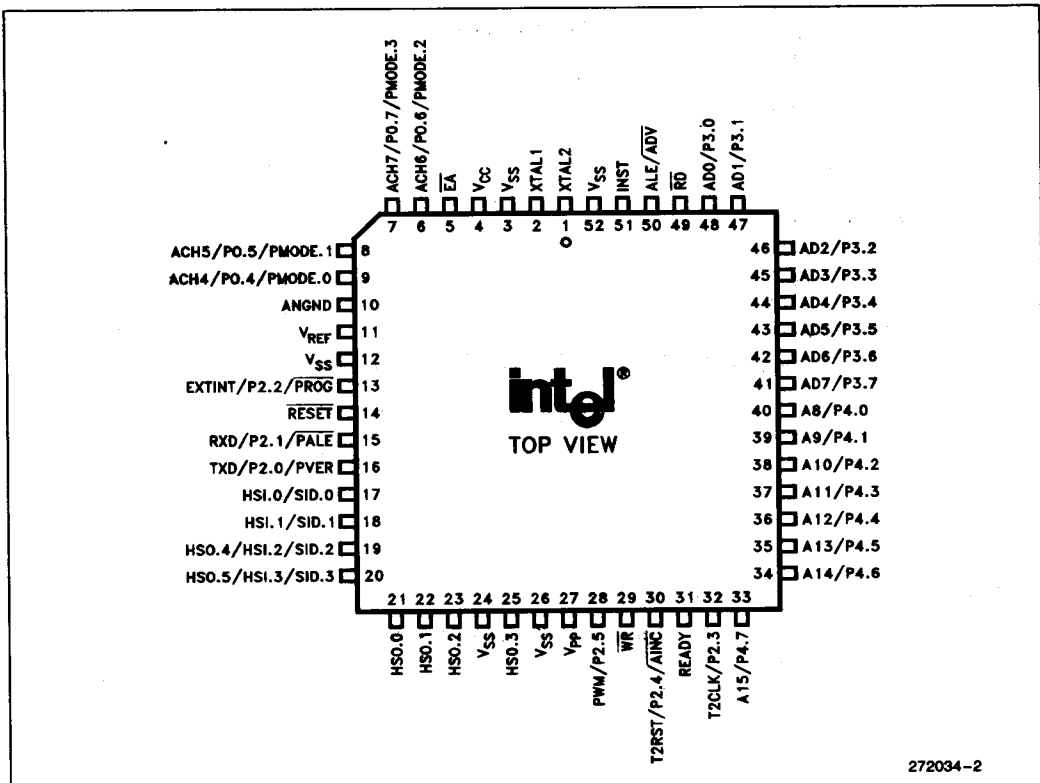 ACH7/P0.7/PMODE.3
ACH6/P0.6/PMODE.2
EA
VCC
VSS
XTAL1
XTAL2
VSS
INST
ALE/ADV
RD
AD0/P3.0
AD1/P3.1
7 6 5 4 3 2 1 52 51 50 49 48 47
ACH5/P0.5/PMODE.1 8
ACH4/P0.4/PMODE.0 9
ANGND 10
VREF 11
VSS 12
EXTINT/P2.2/PROG 13
RESET 14
RXD/P2.1/PALE 15
TXD/P2.0/PVER 16
HSI.0/SID.0 17
HSI.1/SID.1 18
HSO.4/HSI.2/SID.2 19
HSO.5/HSI.3/SID.3 20
intel®
TOP VIEW
46 AD2/P3.2
45 AD3/P3.3
44 AD4/P3.4
43 AD5/P3.5
42 AD6/P3.6
41 AD7/P3.7
40 A8/P4.0
39 A9/P4.1
38 A10/P4.2
37 A11/P4.3
36 A12/P4.4
35 A13/P4.5
34 A14/P4.6
21 22 23 24 25 26 27 28 29 30 31 32 33
HSO.0
HSO.1
HSO.2
VSS
HSO.3
VSS
VPP
PWM/P2.5
WR
T2RST/P2.4/AINC
READY
T2CLK/P2.3
A15/P4.7
272034-2